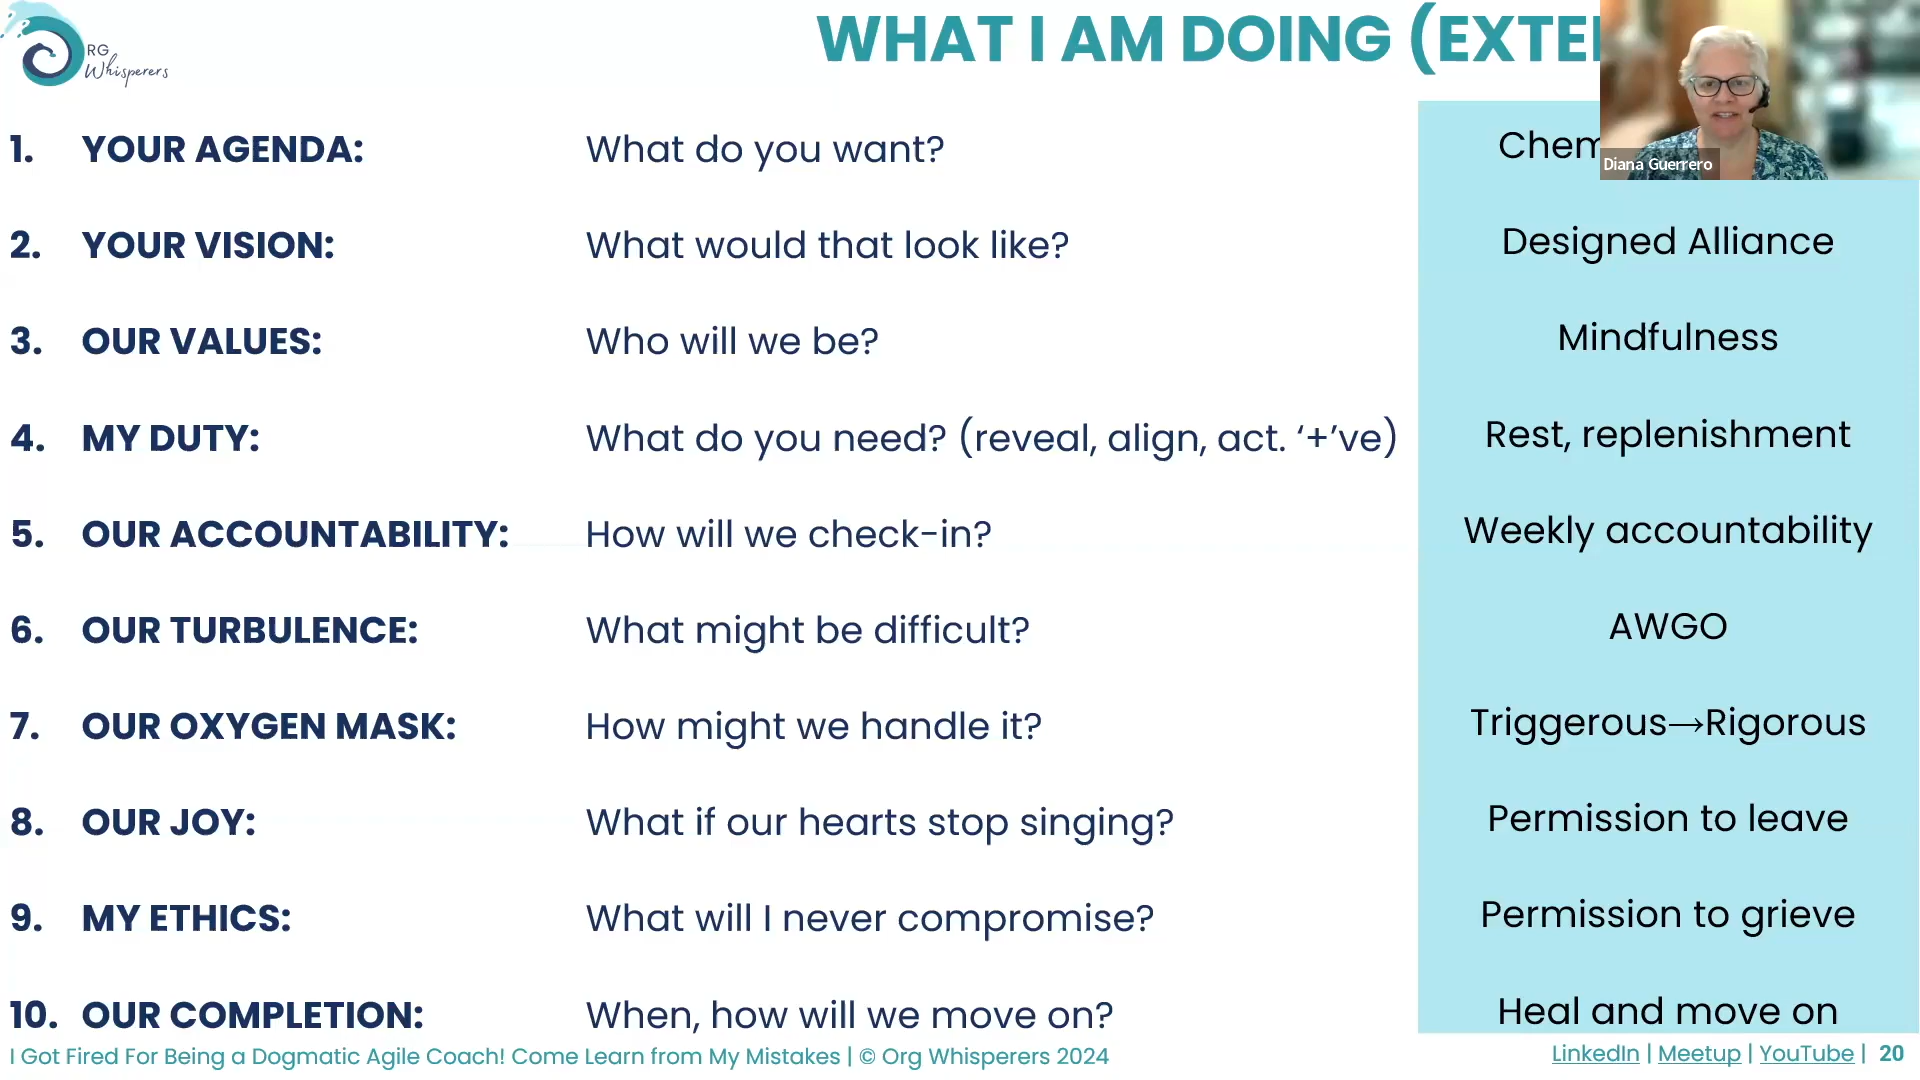 RG
Whisperers
WHAT I AM DOING
Diana Guerrero
1. YOUR AGENDA: What do you want?
2. YOUR VISION: What would that look like? Designed Alliance
3. OUR VALUES: Who will we be? Mindfulness
4. MY DUTY: What do you need? (reveal, align, act. ‘+’ve) Rest, replenishment
5. OUR ACCOUNTABILITY: How will we check-in? Weekly accountability
6. OUR TURBULENCE: What might be difficult? AWGO
7. OUR OXYGEN MASK: How might we handle it? Triggerous→Rigorous
8. OUR JOY: What if our hearts stop singing? Permission to leave
9. MY ETHICS: What will I never compromise? Permission to grieve
10. OUR COMPLETION: When, how will we move on? Heal and move on
I Got Fired For Being a Dogmatic Agile Coach! Come Learn from My Mistakes | © Org Whisperers 2024 LinkedIn | Meetup | YouTube | 20